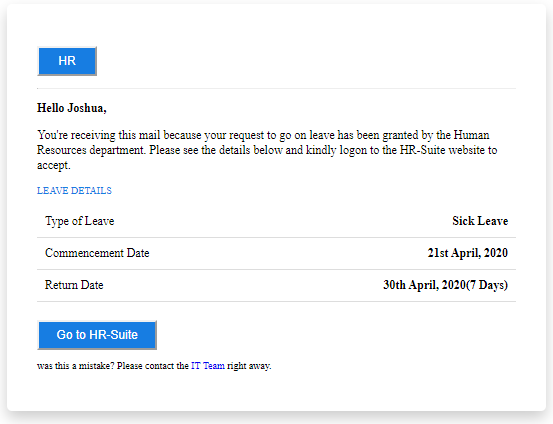 HR
Hello Joshua,
You're receiving this mail because your request to go on leave has been granted by the Human
Resources department. Please see the details below and kindly logon to the HR-Suite website to
accept.
LEAVE DETAILS
Type of Leave Sick Leave
Commencement Date 21st April, 2020
Return Date 30th April, 2020(7 Days)
Go to HR-Suite
was this a mistake? Please contact the IT Team right away.